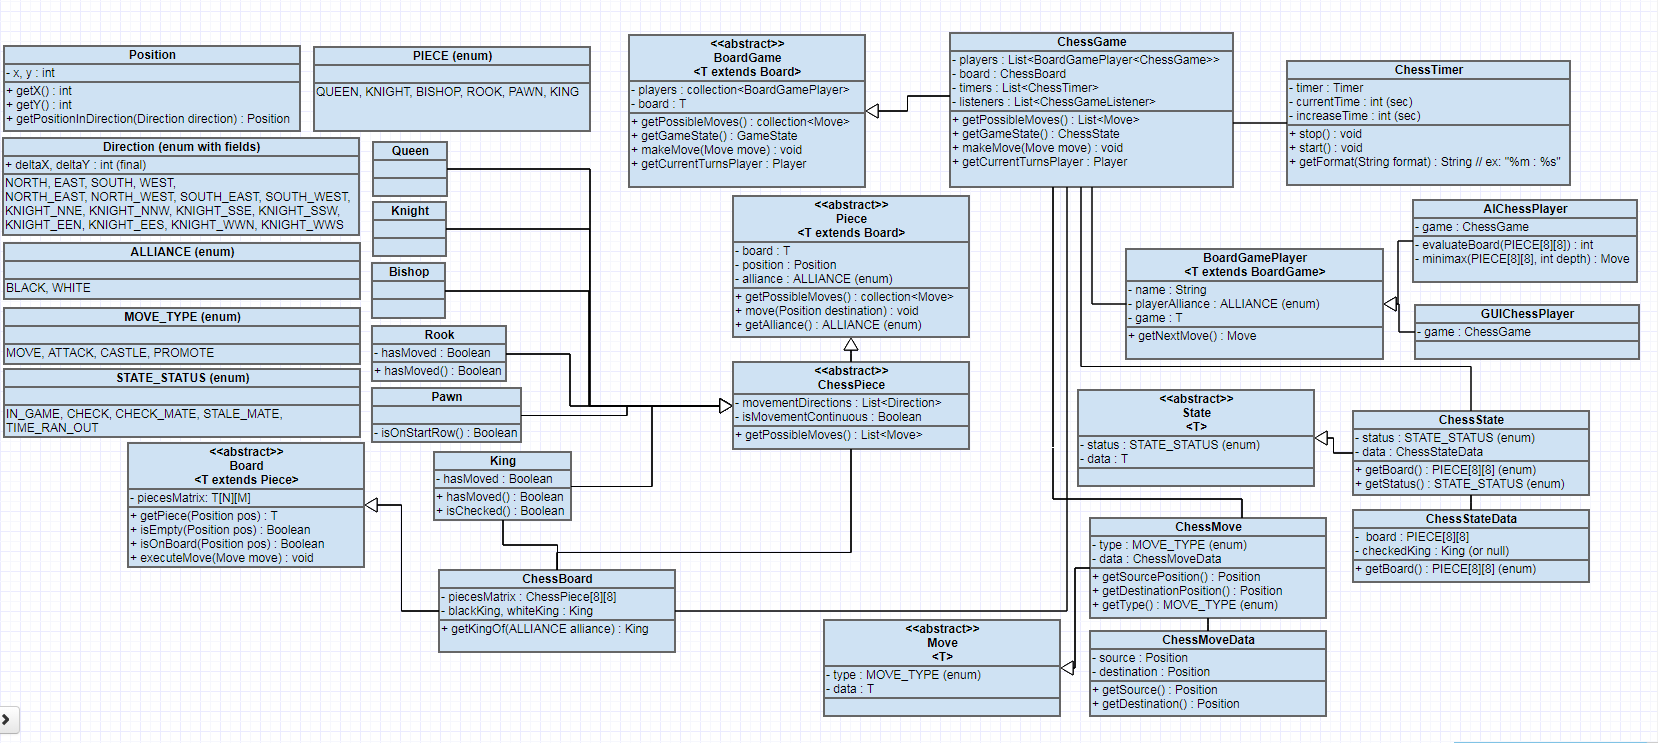 Position
- x, y : int
+ getX() : int
+ getY() : int
+ getPositionInDirection(Direction direction) : Position
PIECE (enum)
QUEEN, KNIGHT, BISHOP, ROOK, PAWN, KING
Direction (enum with fields)
+ deltaX, deltaY : int (final)
NORTH, EAST, SOUTH, WEST,
NORTH_EAST, NORTH_WEST, SOUTH_EAST, SOUTH_WEST,
KNIGHT_NNE, KNIGHT_NNW, KNIGHT_SSE, KNIGHT_SSW,
KNIGHT_EEN, KNIGHT_EES, KNIGHT_WWN, KNIGHT_WWS
ALLIANCE (enum)
BLACK, WHITE
MOVE_TYPE (enum)
MOVE, ATTACK, CASTLE, PROMOTE
STATE_STATUS (enum)
IN_GAME, CHECK, CHECK_MATE, STALE_MATE,
TIME_RAN_OUT
<<abstract>>
Board
<T extends Piece>
- piecesMatrix: T[N][M]
+ getPiece(Position pos) : T
+ isEmpty(Position pos) : Boolean
+ isOnBoard(Position pos) : Boolean
+ executeMove(Move move) : void
Queen
Knight
Bishop
Rook
- hasMoved : Boolean
+ hasMoved() : Boolean
Pawn
- isOnStartRow() : Boolean
King
- hasMoved : Boolean
+ hasMoved() : Boolean
+ isChecked() : Boolean
ChessBoard
- piecesMatrix : ChessPiece[8][8]
- blackKing, whiteKing : King
+ getKingOf(ALLIANCE alliance) : King
<<abstract>>
BoardGame
<T extends Board>
- players : collection<BoardGamePlayer>
- board : T
+ getPossibleMoves() : collection<Move>
+ getGameState() : GameState
+ makeMove(Move move) : void
+ getCurrentTurnsPlayer : Player
<<abstract>>
Piece
<T extends Board>
- board : T
- position : Position
- alliance : ALLIANCE (enum)
+ getPossibleMoves() : collection<Move>
+ move(Position destination) : void
+ getAlliance() : ALLIANCE (enum)
<<abstract>>
ChessPiece
- movementDirections : List<Direction>
- isMovementContinuous : Boolean
+ getPossibleMoves() : List<Move>
ChessGame
- players : List<BoardGamePlayer<ChessGame>>
- board : ChessBoard
- timers : List<ChessTimer>
- listeners : List<ChessGameListener>
+ getPossibleMoves() : List<Move>
+ getGameState() : ChessState
+ makeMove(Move move) : void
+ getCurrentTurnsPlayer : Player
ChessTimer
- timer : Timer
- currentTime : int (sec)
- increaseTime : int (sec)
+ stop() : void
+ start() : void
+ getFormat(String format) : String // ex: "%m : %s"
AIChessPlayer
- game : ChessGame
- evaluateBoard(PIECE[8][8]) : int
- minimax(PIECE[8][8], int depth) : Move
BoardGamePlayer
<T extends BoardGame>
- name : String
- playerAlliance : ALLIANCE (enum)
- game : T
+ getNextMove() : Move
GUIChessPlayer
- game : ChessGame
<<abstract>>
State
<T>
- status : STATE_STATUS (enum)
- data : T
ChessState
- status : STATE_STATUS (enum)
- data : ChessStateData
+ getBoard() : PIECE[8][8] (enum)
+ getStatus() : STATE_STATUS (enum)
ChessStateData
- board : PIECE[8][8]
- checkedKing : King (or null)
+ getBoard() : PIECE[8][8] (enum)
ChessMove
- type : MOVE_TYPE (enum)
- data : ChessMoveData
+ getSourcePosition() : Position
+ getDestinationPosition() : Position
+ getType() : MOVE_TYPE (enum)
<<abstract>>
Move
<T>
- type : MOVE_TYPE (enum)
- data : T
ChessMoveData
- source : Position
- destination : Position
+ getSource() : Position
+ getDestination() : Position